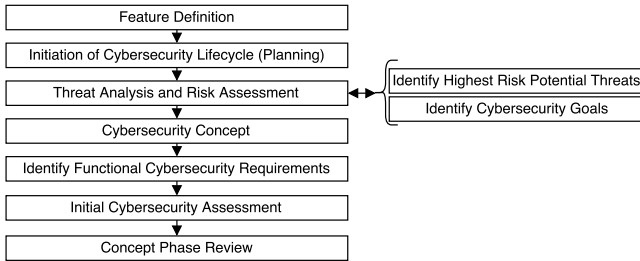 Feature Definition
Initiation of Cybersecurity Lifecycle (Planning)
Threat Analysis and Risk Assessment
Identify Highest Risk Potential Threats
Identify Cybersecurity Goals
Cybersecurity Concept
Identify Functional Cybersecurity Requirements
Initial Cybersecurity Assessment
Concept Phase Review